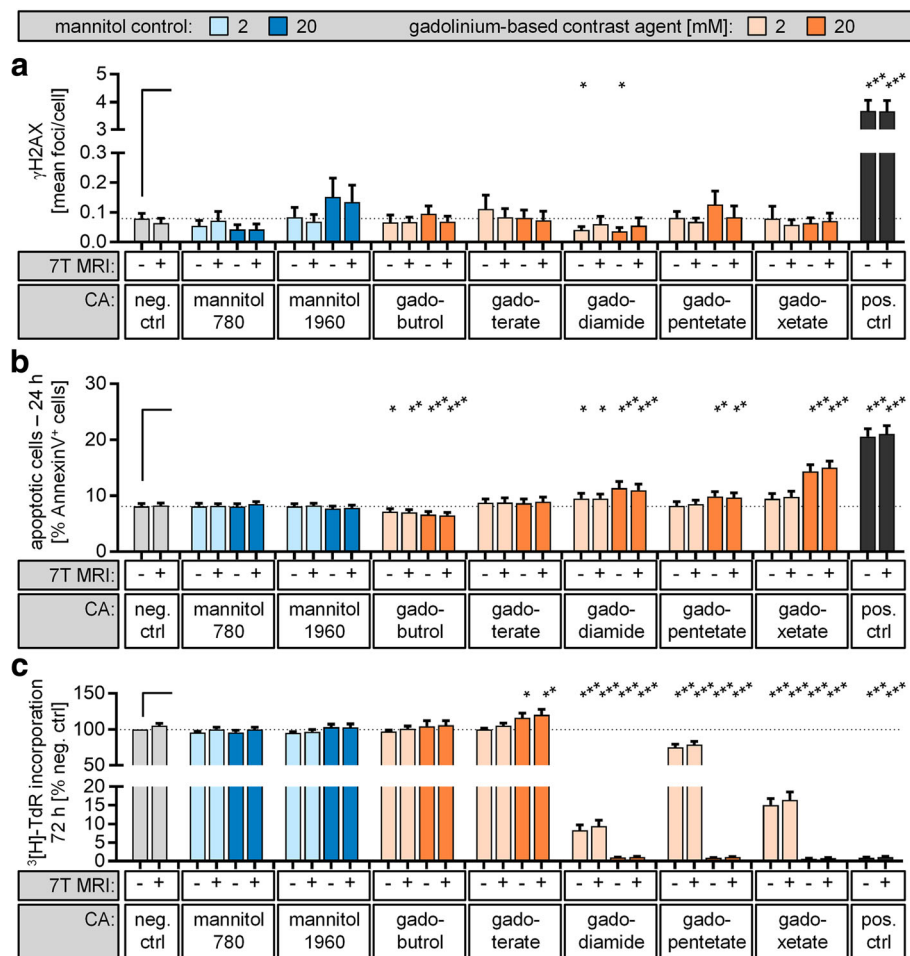 mannitol control: 2 20 gadolinium-based contrast agent [mM]: 2 20
a
γH2AX
[mean foci/cell]
5
4
3
0.3
0.2
0.1
0.0
* * *** ***
7T MRI: - + - + - + - + - + - + - + - + - + - + - + - + - + - + - + - +
CA: neg. ctrl mannitol 780 mannitol 1960 gado-butrol gado-terate gado-diamide gado-pentetate gado-xetate pos. ctrl
b
apoptotic cells – 24 h
[% AnnexinV⁺ cells]
30
20
10
0
* ** *** *** * * *** *** ** ** *** *** *** ***
7T MRI: - + - + - + - + - + - + - + - + - + - + - + - + - + - + - + - +
CA: neg. ctrl mannitol 780 mannitol 1960 gado-butrol gado-terate gado-diamide gado-pentetate gado-xetate pos. ctrl
c
³[H]-TdR incorporation
72 h [% neg. ctrl]
150
100
50
20
15
10
5
0
* ** *** *** *** *** *** *** *** *** *** *** *** *** *** ***
7T MRI: - + - + - + - + - + - + - + - + - + - + - + - + - + - + - + - +
CA: neg. ctrl mannitol 780 mannitol 1960 gado-butrol gado-terate gado-diamide gado-pentetate gado-xetate pos. ctrl